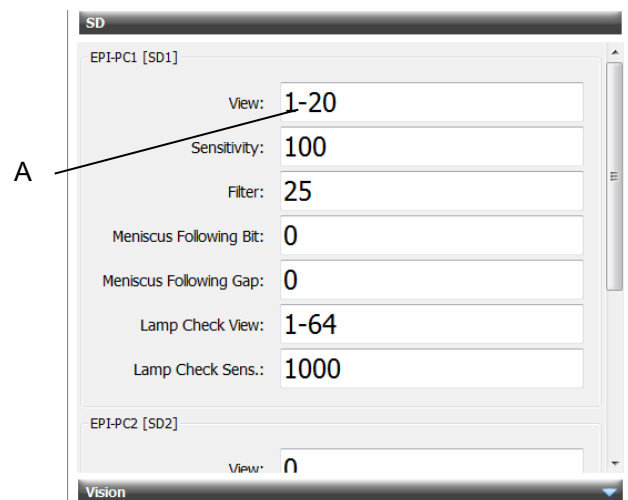 SD
EPI-PC1 [SD1]
View: 1-20
A
Sensitivity: 100
Filter: 25
Meniscus Following Bit: 0
Meniscus Following Gap: 0
Lamp Check View: 1-64
Lamp Check Sens.: 1000
EPI-PC2 [SD2]
View: 0
Vision